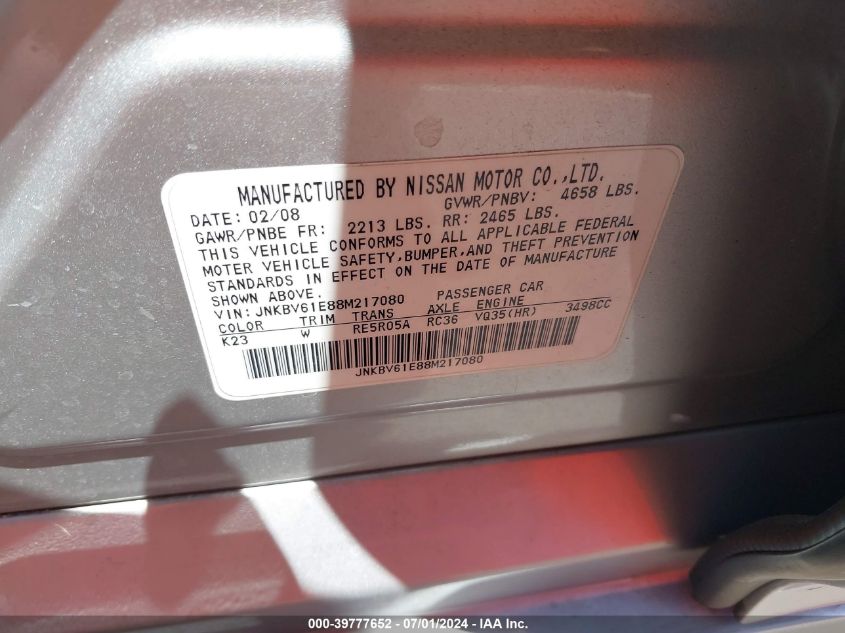 MANUFACTURED BY NISSAN MOTOR CO.,LTD.
DATE: 02/08 GVWR/PNBV: 4658 LBS.
GAWR/PNBE FR: 2213 LBS. RR: 2465 LBS.
THIS VEHICLE CONFORMS TO ALL APPLICABLE FEDERAL
MOTER VEHICLE SAFETY,BUMPER,AND THEFT PREVENTION
STANDARDS IN EFFECT ON THE DATE OF MANUFACTURE
SHOWN ABOVE.
VIN: JNKBV61E88M217080 PASSENGER CAR
COLOR TRIM TRANS AXLE ENGINE
K23 W RE5R05A RC36 VQ35(HR) 3498CC
JNKBV61E88M217080
000-39777652 - 07/01/2024 - IAA Inc.